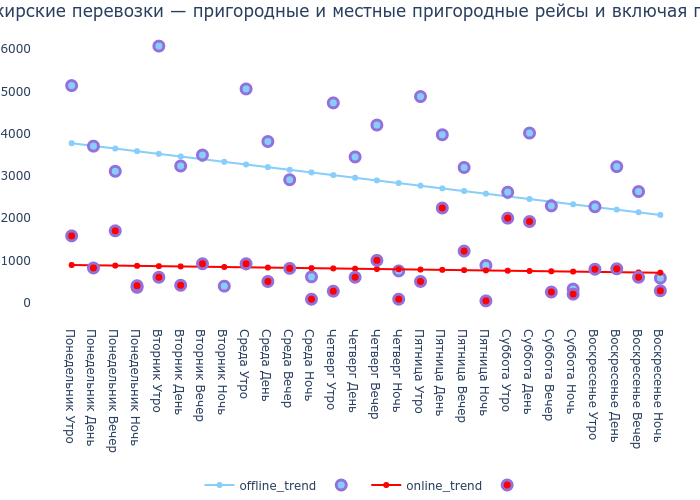 пригородные и местные пригородные рейсы и включая
6000
5000
4000
3000
2000
1000
0
Понедельник Утро
Понедельник День
Понедельник Вечер
Понедельник Ночь
Вторник Утро
Вторник День
Вторник Вечер
Вторник Ночь
Среда Утро
Среда День
Среда Вечер
Среда Ночь
Четверг Утро
Четверг День
Четверг Вечер
Четверг Ночь
Пятница Утро
Пятница День
Пятница Вечер
Пятница Ночь
Суббота Утро
Суббота День
Суббота Вечер
Суббота Ночь
Воскресенье Утро
Воскресенье День
Воскресенье Вечер
Воскресенье Ночь
offline_trend
online_trend